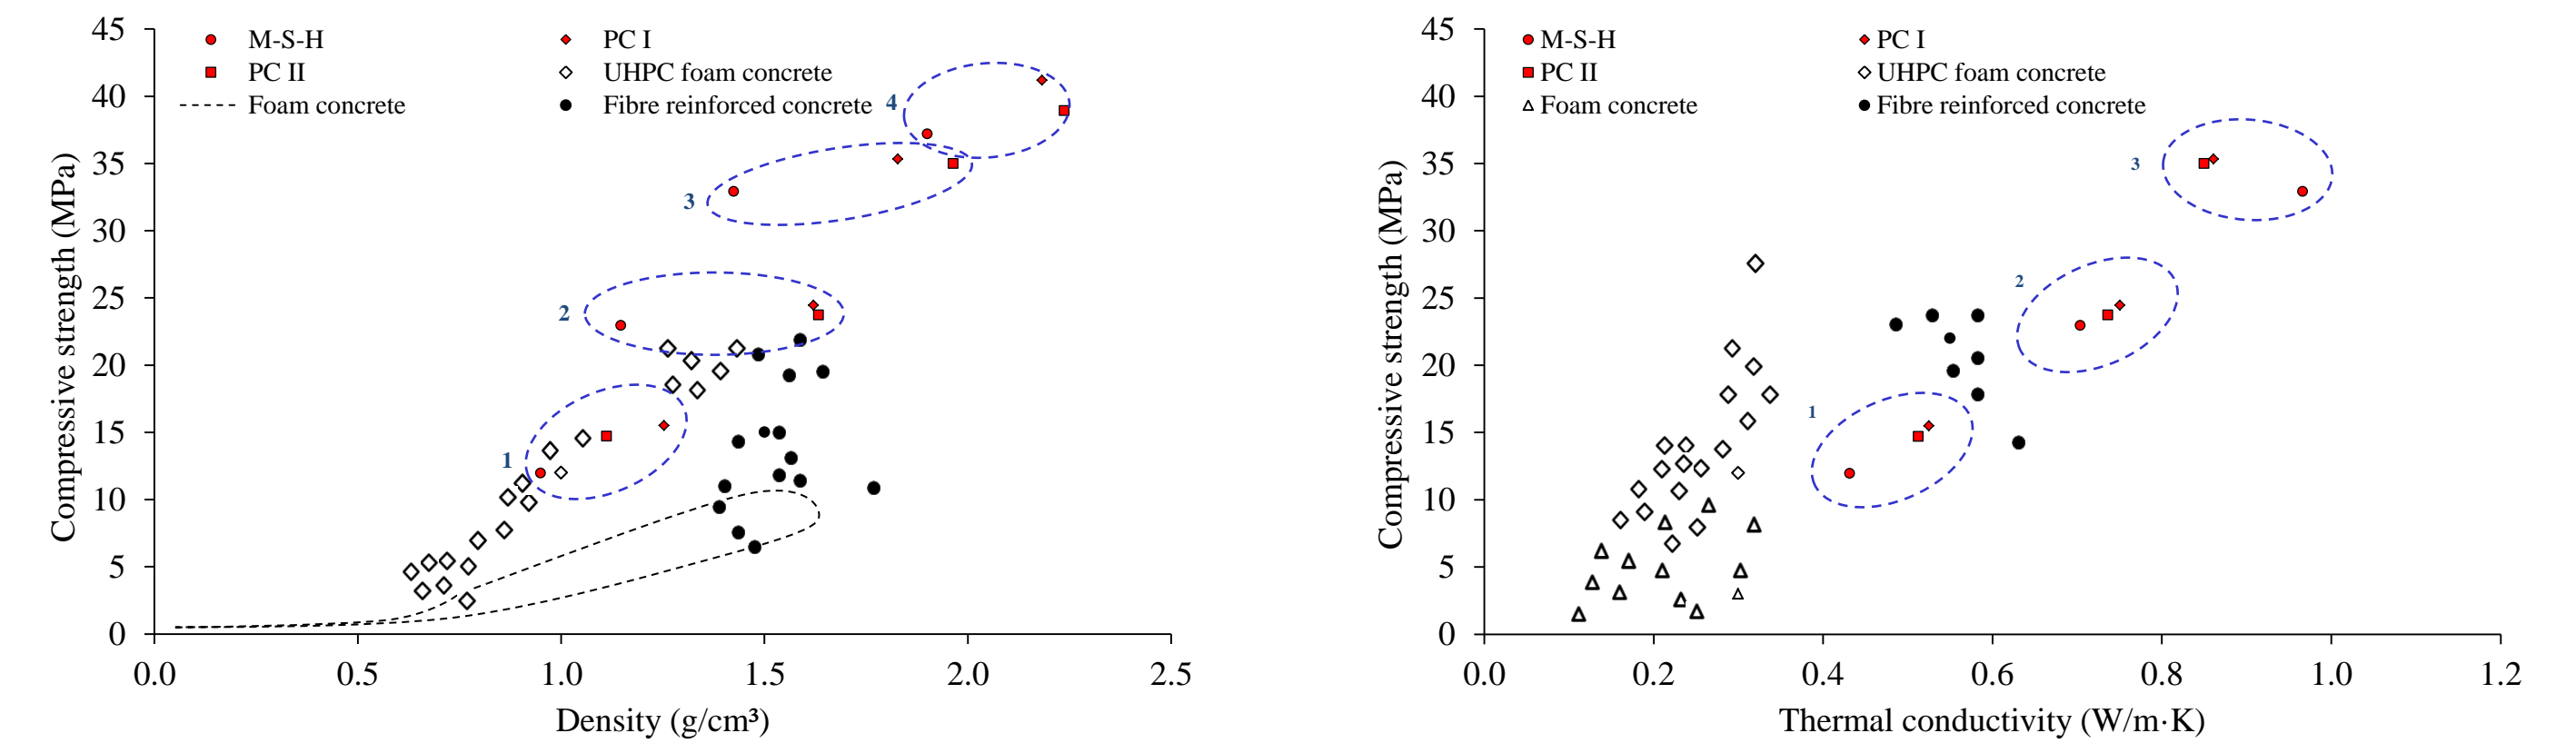 45
40
35
30
25
20
15
10
5
0
Compressive strength (MPa)
M-S-H
PC I
PC II
UHPC foam concrete
Foam concrete
Fibre reinforced concrete
4
3
2
1
0.0 0.5 1.0 1.5 2.0 2.5
Density (g/cm³)
45
40
35
30
25
20
15
10
5
0
Compressive strength (MPa)
M-S-H
PC I
PC II
UHPC foam concrete
Foam concrete
Fibre reinforced concrete
3
2
1
0.0 0.2 0.4 0.6 0.8 1.0 1.2
Thermal conductivity (W/m·K)